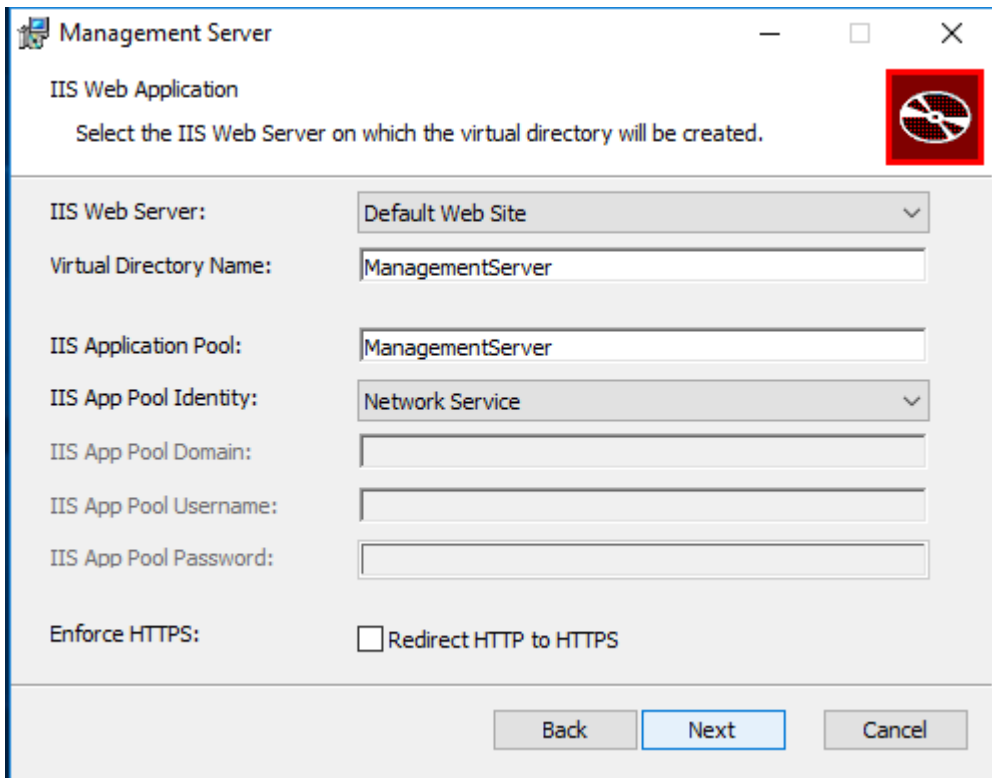 Management Server
IIS Web Application
Select the IIS Web Server on which the virtual directory will be created.
IIS Web Server: Default Web Site
Virtual Directory Name: ManagementServer
IIS Application Pool: ManagementServer
IIS App Pool Identity: Network Service
IIS App Pool Domain:
IIS App Pool Username:
IIS App Pool Password:
Enforce HTTPS: Redirect HTTP to HTTPS
Back Next Cancel